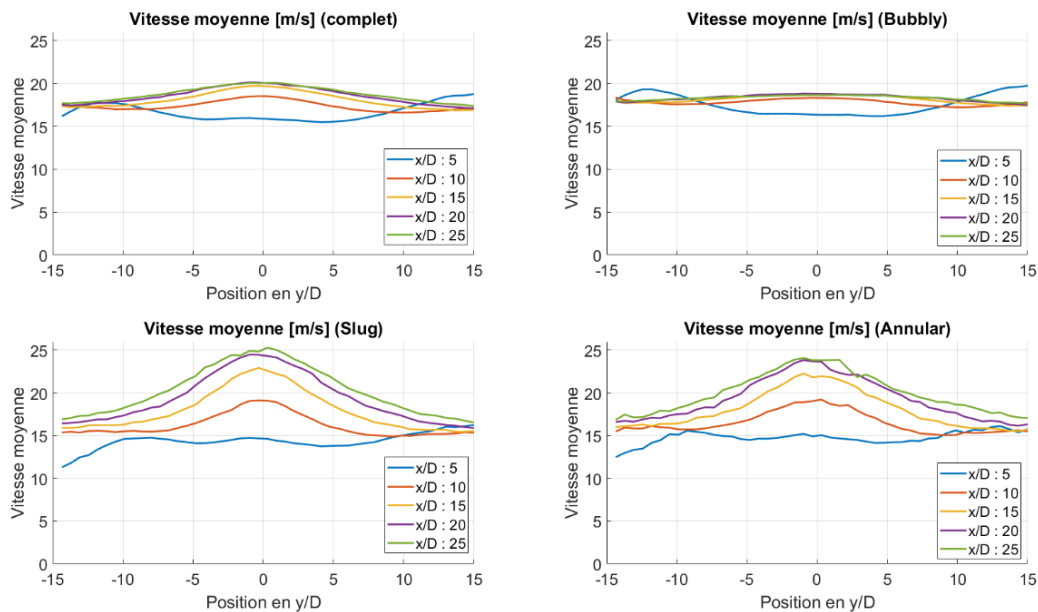 Vitesse moyenne [m/s] (complet)
25
20
15
10
5
0
-15 -10 -5 0 5 10 15
Vitesse moyenne
Position en y/D
x/D : 5
x/D : 10
x/D : 15
x/D : 20
x/D : 25
Vitesse moyenne [m/s] (Bubbly)
25
20
15
10
5
0
-15 -10 -5 0 5 10 15
Vitesse moyenne
Position en y/D
x/D : 5
x/D : 10
x/D : 15
x/D : 20
x/D : 25
Vitesse moyenne [m/s] (Slug)
25
20
15
10
5
0
-15 -10 -5 0 5 10 15
Vitesse moyenne
Position en y/D
x/D : 5
x/D : 10
x/D : 15
x/D : 20
x/D : 25
Vitesse moyenne [m/s] (Annular)
25
20
15
10
5
0
-15 -10 -5 0 5 10 15
Vitesse moyenne
Position en y/D
x/D : 5
x/D : 10
x/D : 15
x/D : 20
x/D : 25